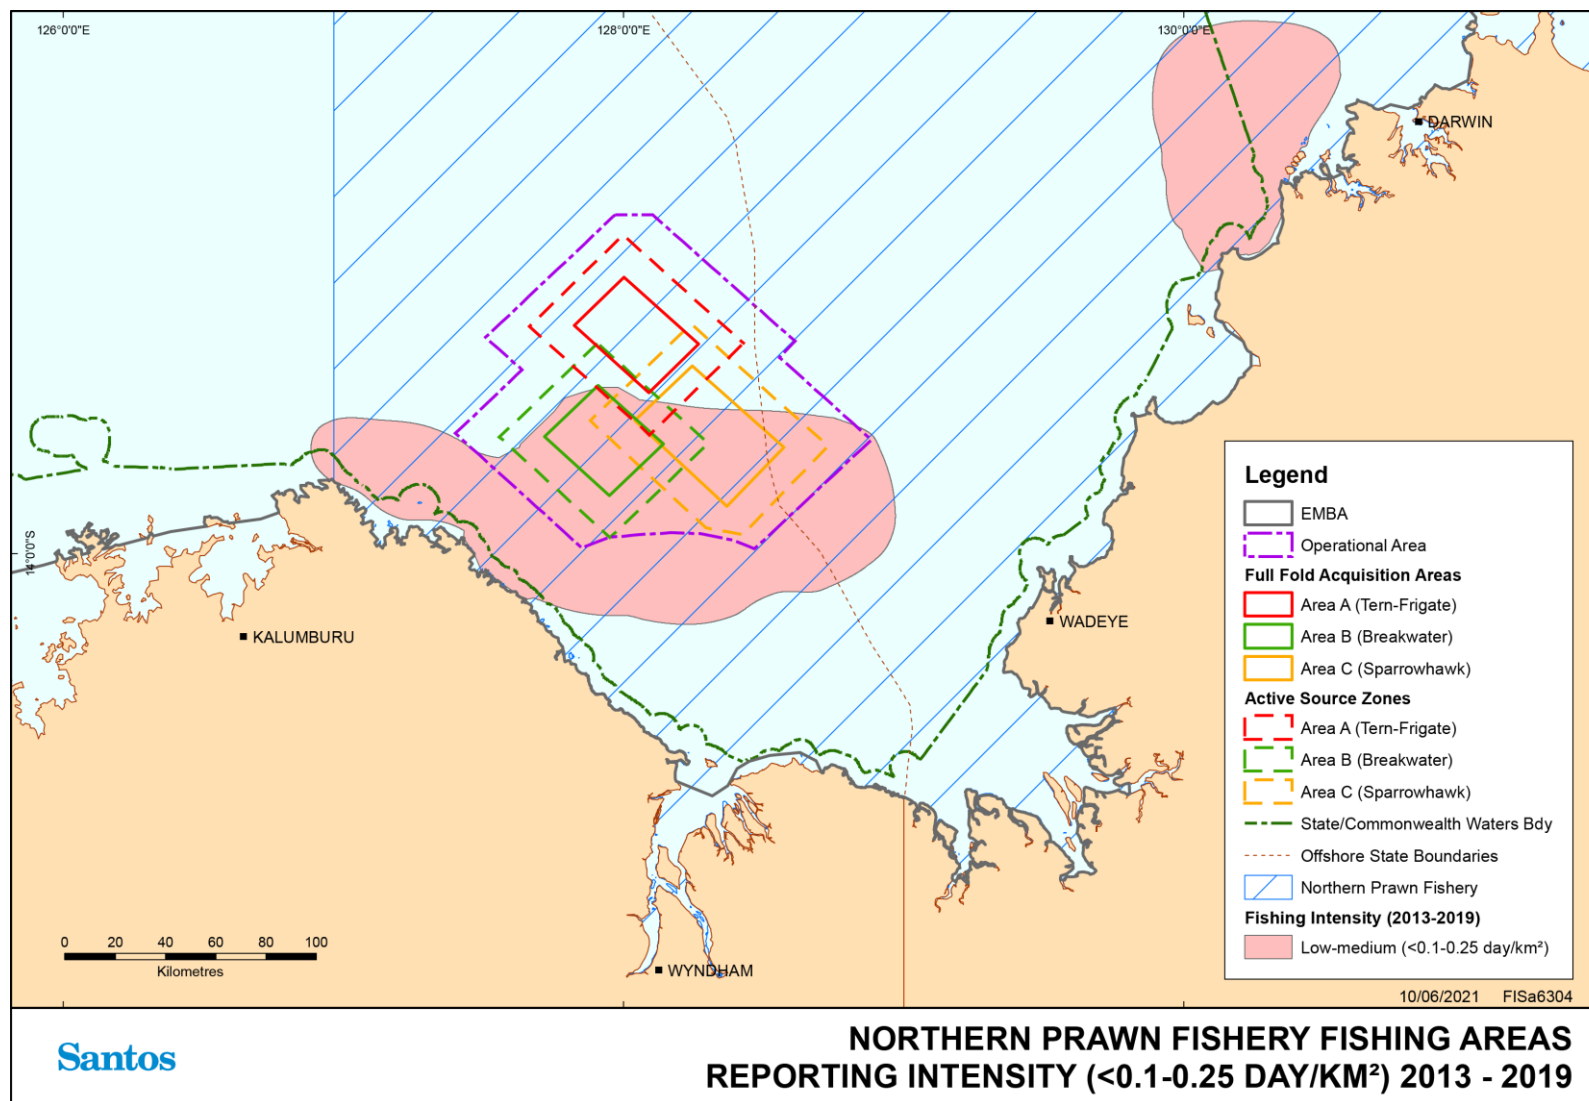 126°0'0"E
128°0'0"E
130°0'0"E
DARWIN
14°0'0"S
KALUMBURU
WADEYE
WYNDHAM
0 20 40 60 80 100
Kilometres
Legend
EMBA
Operational Area
Full Fold Acquisition Areas
Area A (Tern-Frigate)
Area B (Breakwater)
Area C (Sparrowhawk)
Active Source Zones
Area A (Tern-Frigate)
Area B (Breakwater)
Area C (Sparrowhawk)
State/Commonwealth Waters Bdy
Offshore State Boundaries
Northern Prawn Fishery
Fishing Intensity (2013-2019)
Low-medium (<0.1-0.25 day/km²)
10/06/2021 FISa6304
Santos
NORTHERN PRAWN FISHERY FISHING AREAS
REPORTING INTENSITY (<0.1-0.25 DAY/KM²) 2013 - 2019